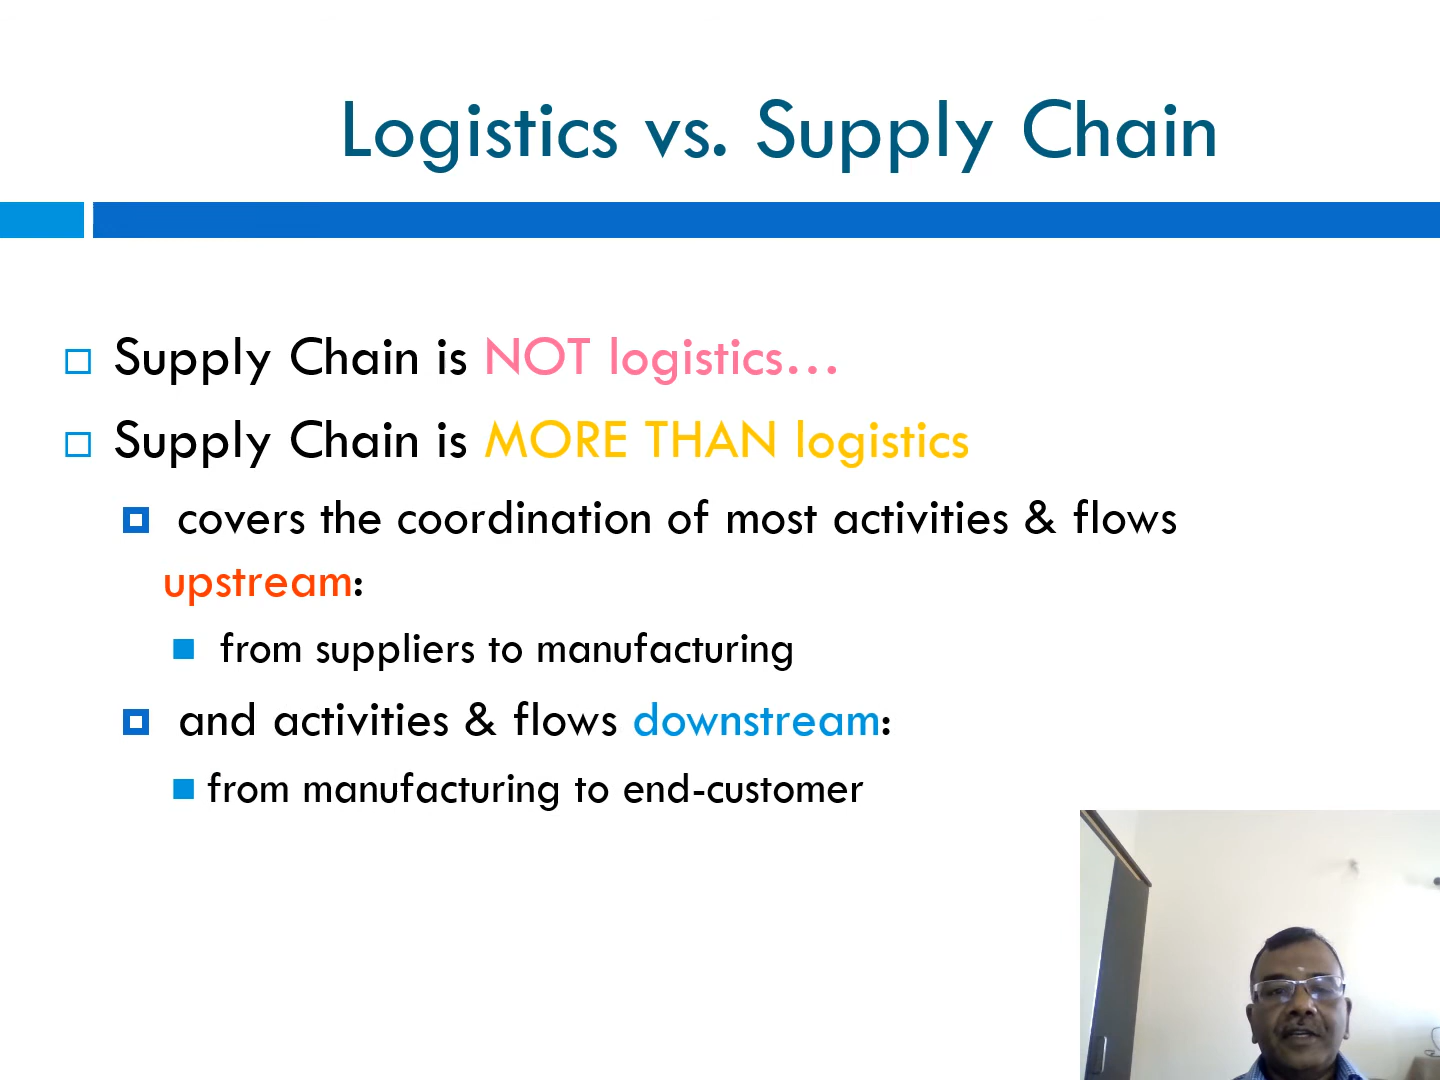 Logistics vs. Supply Chain
Supply Chain is NOT logistics...
Supply Chain is MORE THAN logistics
covers the coordination of most activities & flows
upstream:
from suppliers to manufacturing
and activities & flows downstream:
from manufacturing to end-customer